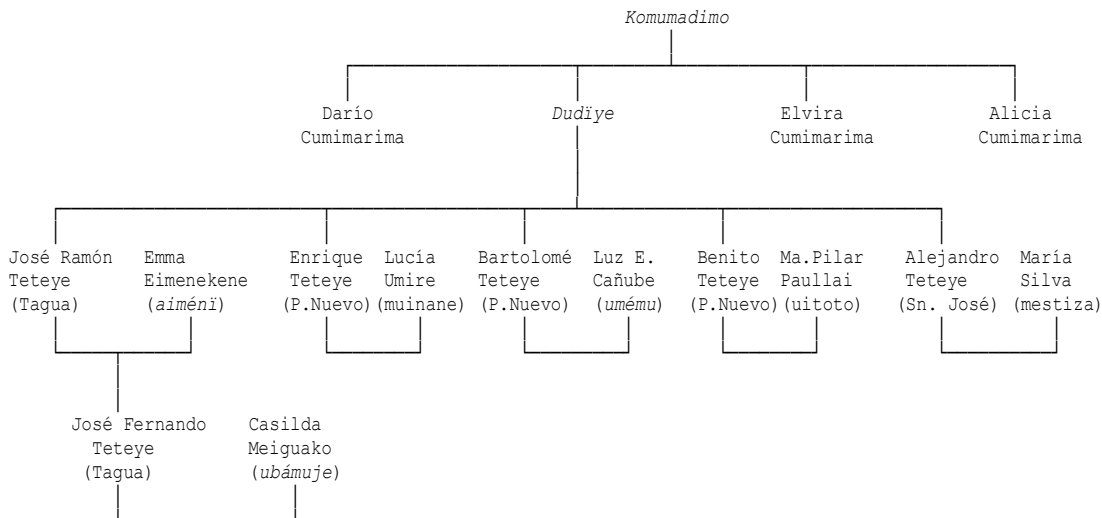 Komumadimo
Darío Dudïye Elvira Alicia
Cumimarima Cumimarima Cumimarima
José Ramón Emma Enrique Lucía Bartolomé Luz E. Benito Ma.Pilar Alejandro María
Teteye Eimenekene Teteye Umire Teteye Cañube Teteye Paullai Teteye Silva
(Tagua) (aiménï) (P.Nuevo) (muinane) (P.Nuevo) (umému) (P.Nuevo) (uitoto) (Sn. José) (mestiza)
José Fernando Casilda
Teteye Meiguako
(Tagua) (ubámuje)